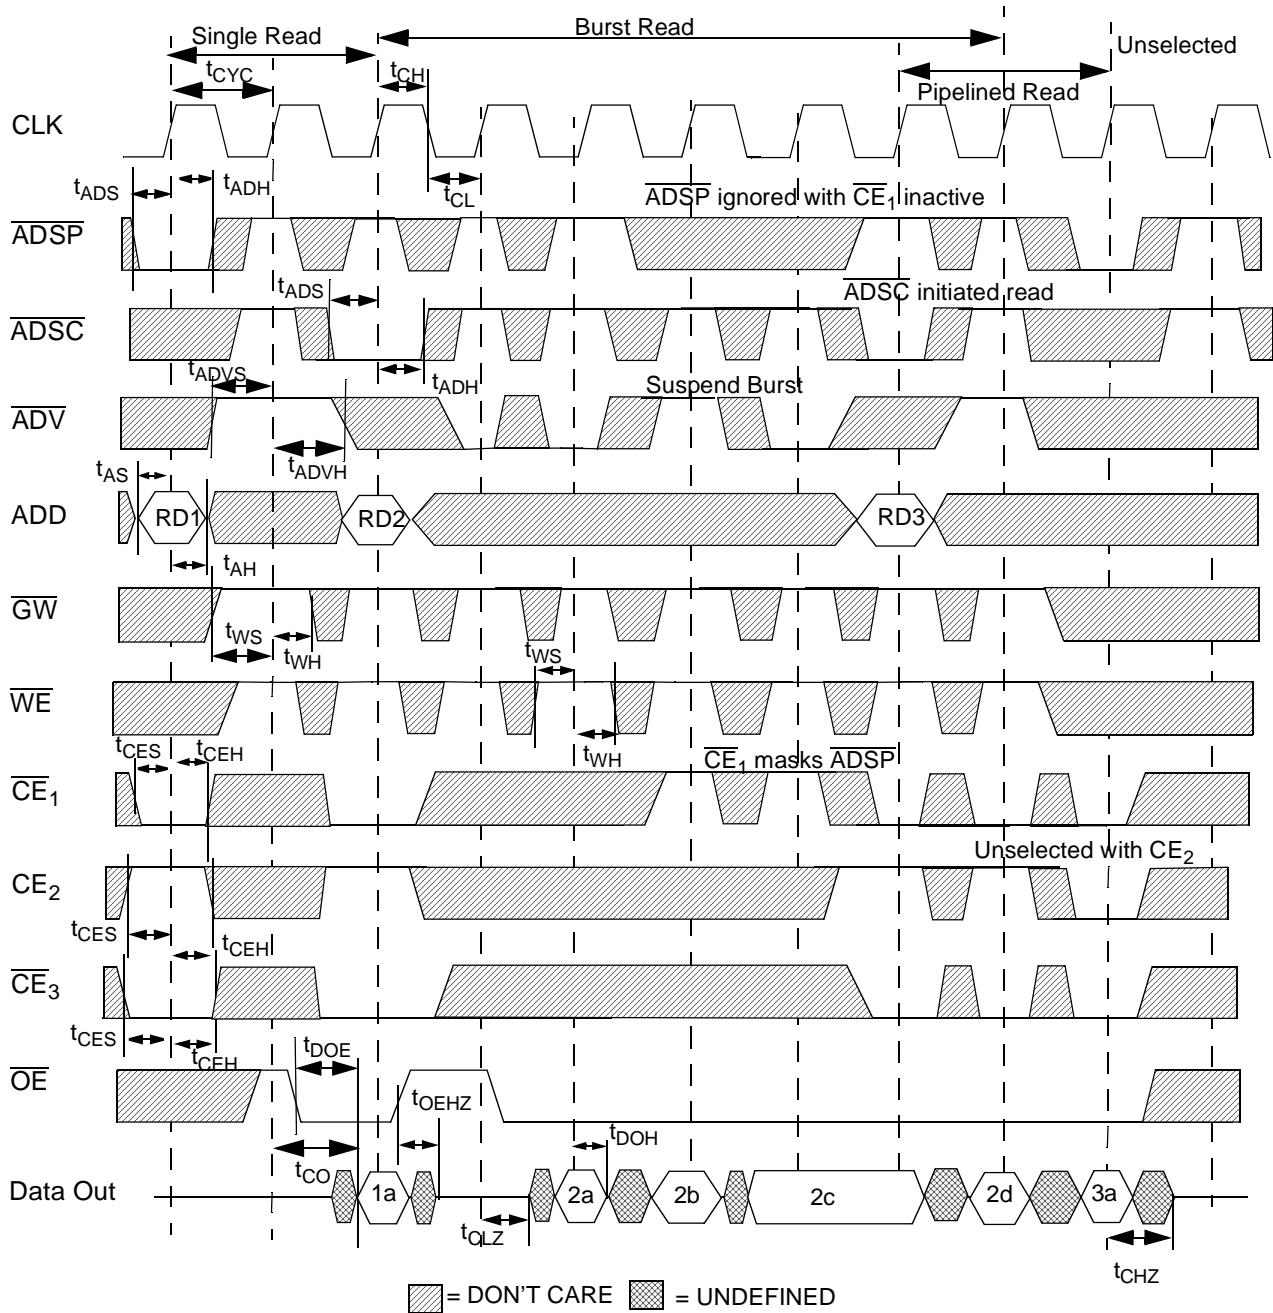 Single Read
Burst Read
Unselected
tCYC
tCH
Pipelined Read
CLK
tADS
tADH
tCL
ADSP ignored with CE1 inactive
ADSP
tADS
ADSC initiated read
ADSC
tADVS
tADH
Suspend Burst
ADV
tADVH
tAS
ADD
RD1
RD2
RD3
tAH
GW
tWS
tWH
tWS
WE
tWH
tCES
tCEH
CE1 masks ADSP
CE1
Unselected with CE2
CE2
tCES
tCEH
CE3
tCES
tCEH
tDOE
OE
tOEHZ
tDOH
tCO
Data Out
1a
2a
2b
2c
2d
3a
tCLZ
tCHZ
= DON'T CARE
= UNDEFINED